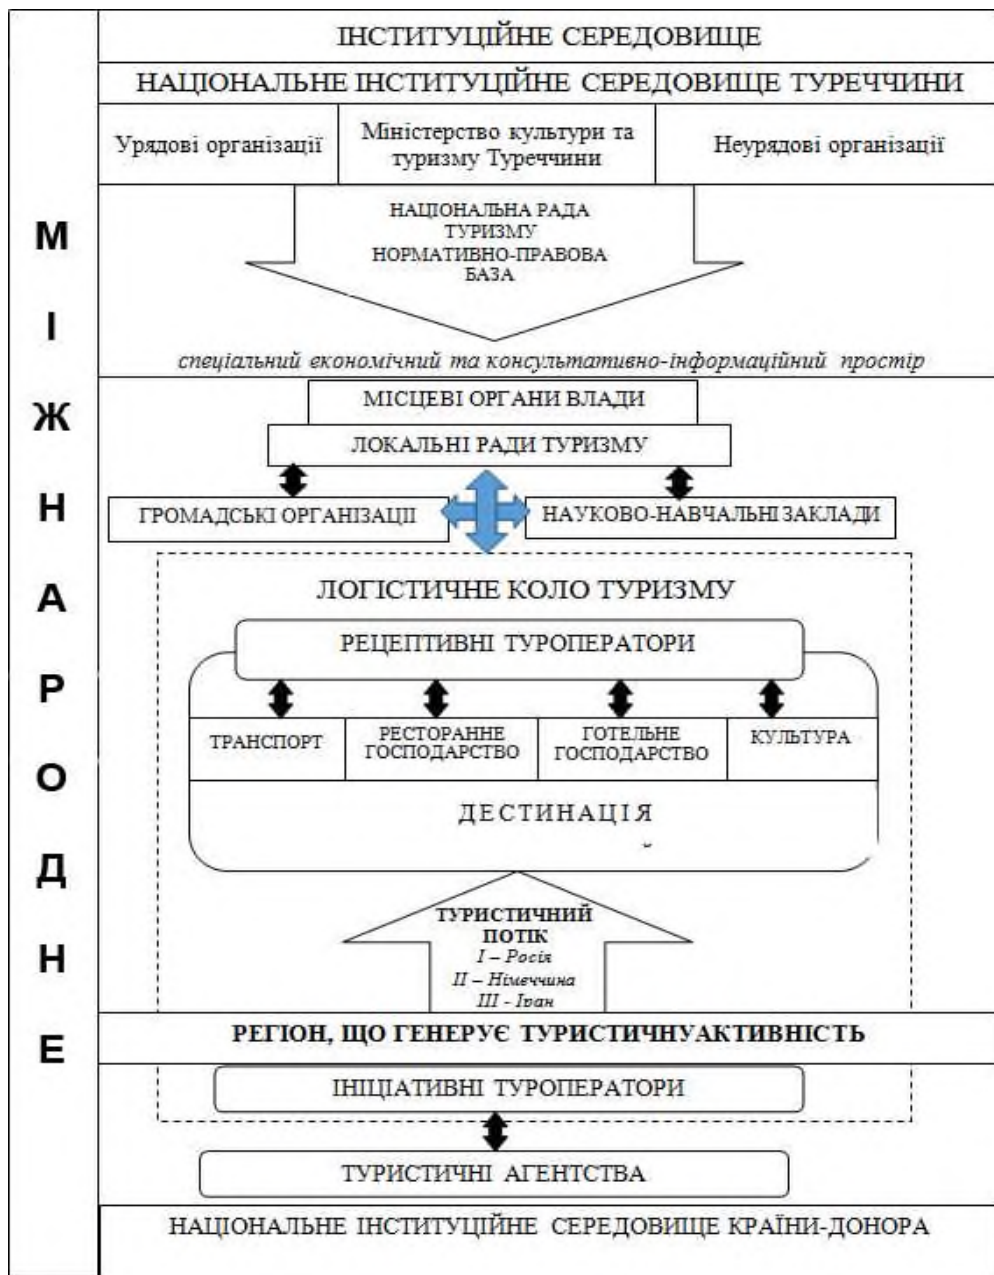 МІЖНАРОДНЕ
ІНСТИТУЦІЙНЕ СЕРЕДОВИЩЕ
НАЦІОНАЛЬНЕ ІНСТИТУЦІЙНЕ СЕРЕДОВИЩЕ ТУРЕЧЧИНИ
Урядові організації
Міністерство культури та
туризму Туреччини
Неурядові організації
НАЦІОНАЛЬНА РАДА
ТУРИЗМУ
НОРМАТИВНО-ПРАВОВА
БАЗА
спеціальний економічний та консультативно-інформаційний простір
МІСЦЕВІ ОРГАНИ ВЛАДИ
ЛОКАЛЬНІ РАДИ ТУРИЗМУ
ГРОМАДСЬКІ ОРГАНІЗАЦІЇ
НАУКОВО-НАВЧАЛЬНІ ЗАКЛАДИ
ЛОГІСТИЧНЕ КОЛО ТУРИЗМУ
РЕЦЕПТИВНІ ТУРОПЕРАТОРИ
ТРАНСПОРТ
РЕСТОРАННЕ
ГОСПОДАРСТВО
ГОТЕЛЬНЕ
ГОСПОДАРСТВО
КУЛЬТУРА
ДЕСТИНАЦІЯ
ТУРИСТИЧНИЙ
ПОТІК
I – Росія
II – Німеччина
III - Іран
РЕГІОН, ЩО ГЕНЕРУЄ ТУРИСТИЧНУАКТИВНІСТЬ
ІНІЦІАТИВНІ ТУРОПЕРАТОРИ
ТУРИСТИЧНІ АГЕНТСТВА
НАЦІОНАЛЬНЕ ІНСТИТУЦІЙНЕ СЕРЕДОВИЩЕ КРАЇНИ-ДОНОРА